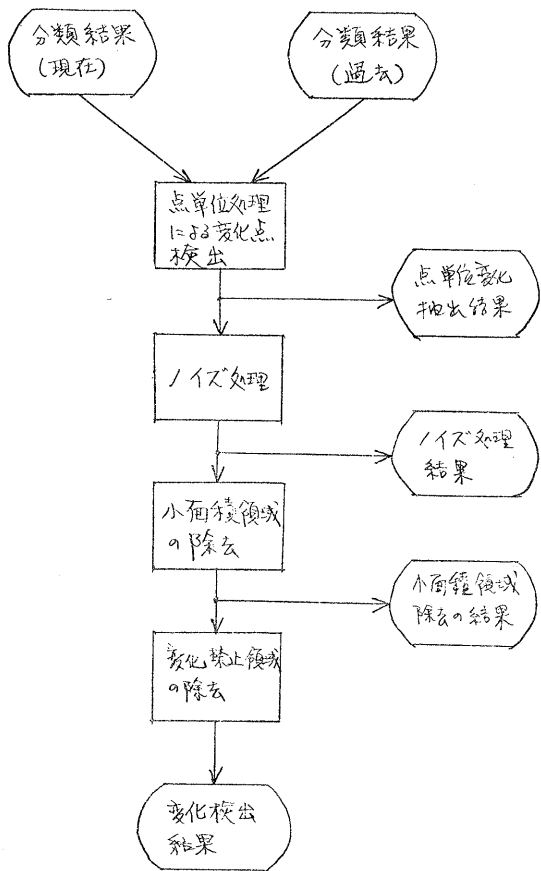 分類結果
(現在)
分類結果
(過去)
点単位処理
による変化点
検出
点単位変化
抽出結果
ノイズ処理
ノイズ処理
結果
小面積領域
の除去
小面積領域
除去の結果
変化禁止領域
の除去
変化検出
結果